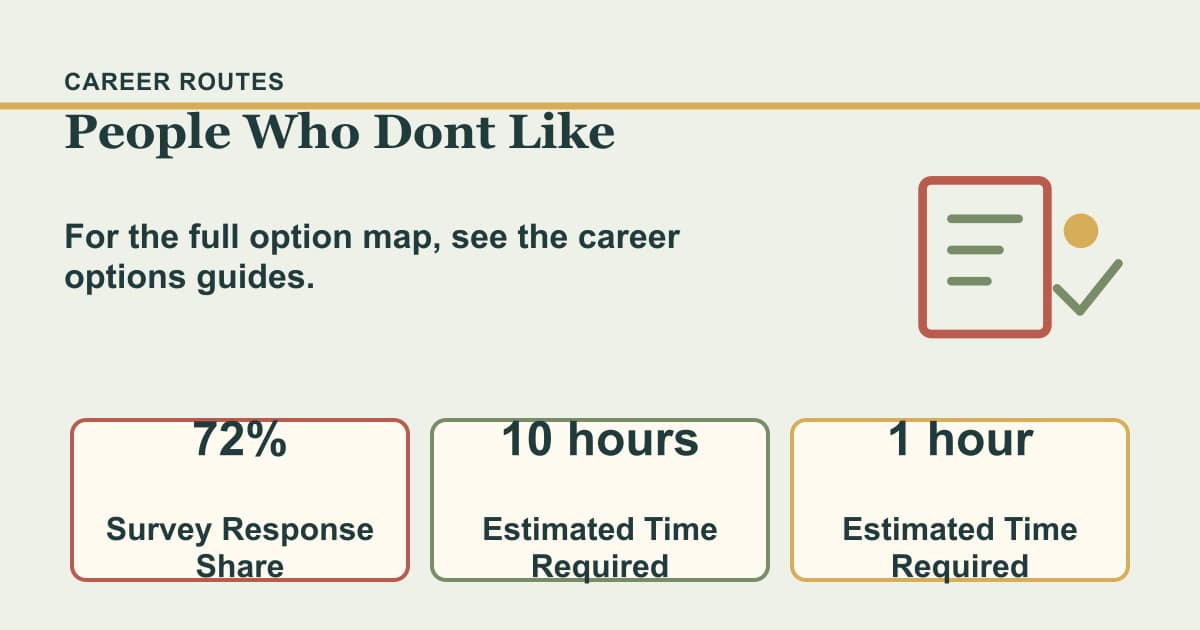 CAREER ROUTES
People Who Dont Like
For the full option map, see the career
options guides.
72%
Survey Response
Share
10 hours
Estimated Time
Required
1 hour
Estimated Time
Required